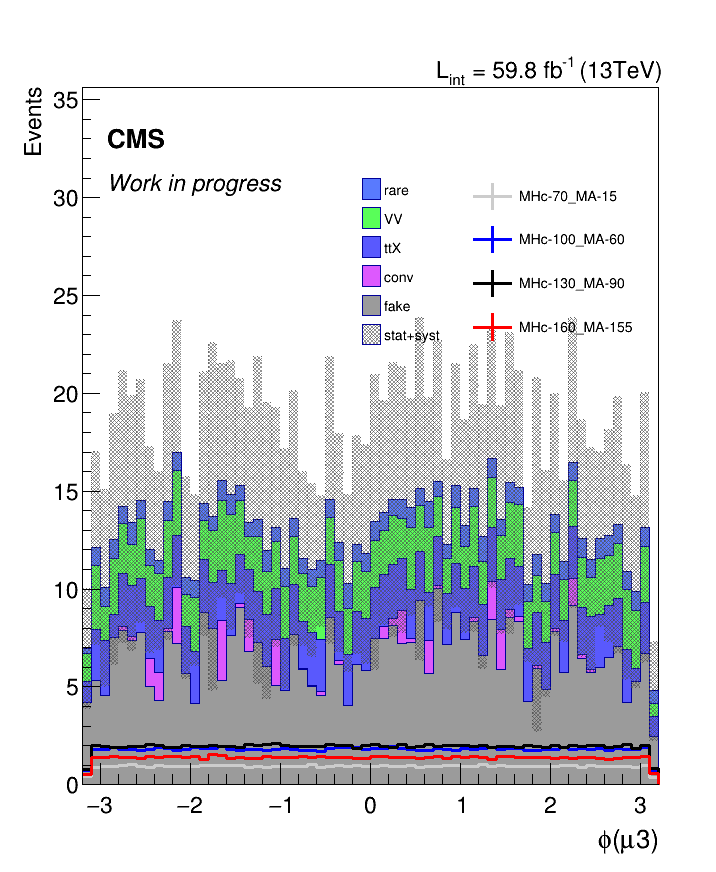 L_int = 59.8 fb^-1 (13TeV)
Events
35
30
25
20
15
10
5
0
CMS
Work in progress
rare
VV
ttX
conv
fake
stat+syst
MHc-70_MA-15
MHc-100_MA-60
MHc-130_MA-90
MHc-160_MA-155
−3 −2 −1 0 1 2 3
ϕ(μ3)